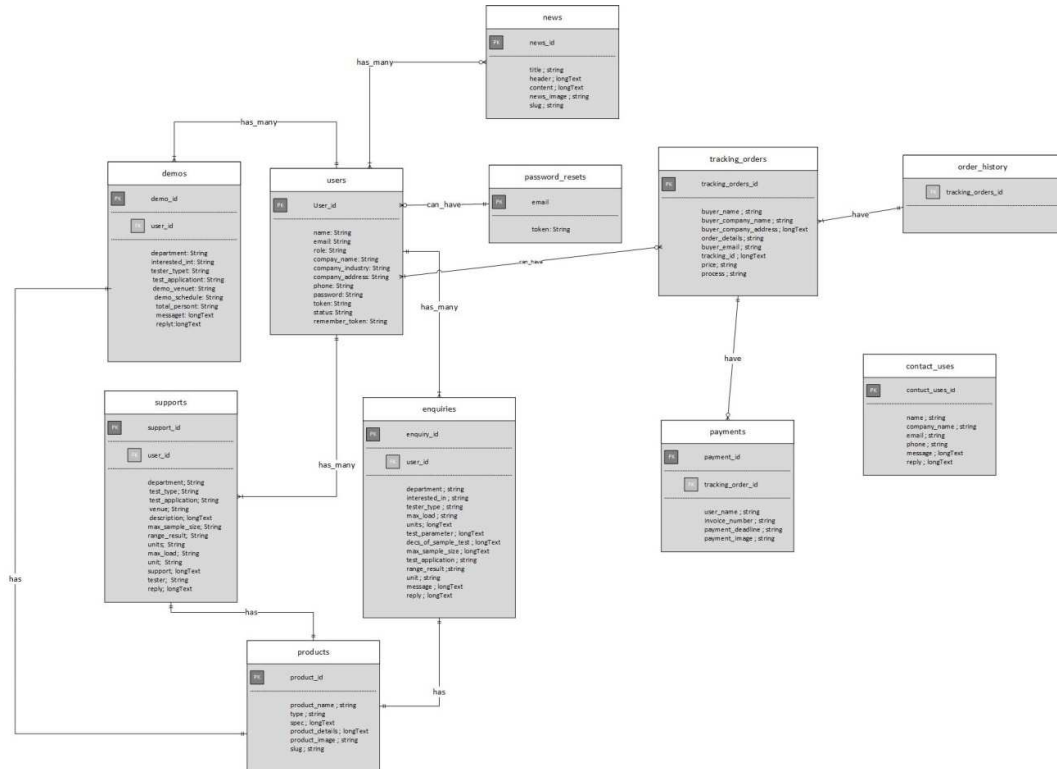 news
PK news_id
title ; string
header ; longText
content ; longText
news_image ; string
slug ; string
has_many
has_many
demos
PK demo_id
user_id
department: String
interested_int: String
tester_typet: String
test_applicationt: String
demo_venuet: String
demo_schedule: String
total_persont: String
messaget: longText
replyt:longText
users
PK User_id
name: String
email: String
role: String
compay_name: String
company_industry: String
company_address: String
phone: String
password: String
token: String
status: String
remember_token: String
can_have
password_resets
PK email
token: String
can_have
has_many
tracking_orders
PK tracking_orders_id
buyer_name ; string
buyer_company_name ; string
buyer_company_address ; longText
order_details ; string
buyer_email ; string
tracking_id ; longText
price; string
process ; string
have
order_history
tracking_orders_id
have
contact_uses
PK contuct_uses_id
name ; string
company_name ; string
email ; string
phone ; string
message ; longText
reply ; longText
payments
PK payment_id
tracking_order_id
user_name ; string
invoice_number ; string
payment_deadline ; string
payment_image ; string
supports
PK support_id
user_id
department; String
test_type; String
test_application; String
venue; String
description; longText
max_sample_size; String
range_result; String
units; String
max_load; String
unit; String
support; longText
tester; String
reply; longText
has_many
enquiries
PK enquiry_id
user_id
department ; string
interested_in ; string
tester_type ; string
max_load ; string
units; longText
test_parameter ; longText
decs_of_sample_test ; longText
max_sample_size ; longText
test_application ; string
range_result ;string
unit ; string
message ; longText
reply ; longText
has
has
has
products
PK product_id
product_name ; string
type ; string
spec ; longText
product_details ; longText
product_image ; string
slug ; string